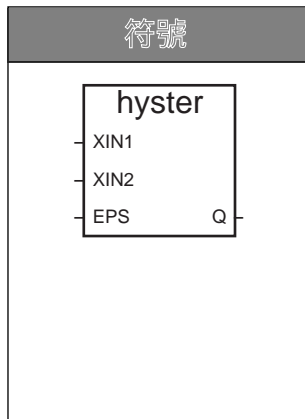 符號
hyster
XIN1
XIN2
EPS Q